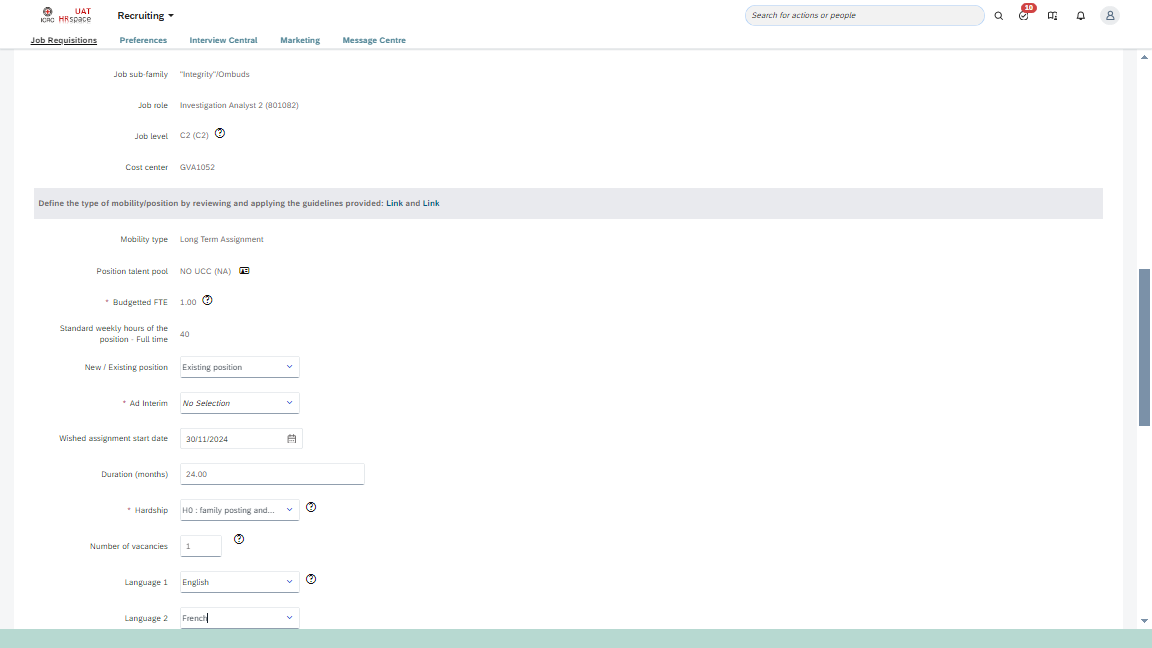 ICRC
UAT
HRspace
Recruiting
Search for actions or people
10
Job Requisitions
Preferences
Interview Central
Marketing
Message Centre
Job sub-family "Integrity"/Ombuds
Job role Investigation Analyst 2 (801082)
Job level C2 (C2)
Cost center GVA1052
Define the type of mobility/position by reviewing and applying the guidelines provided: Link and Link
Mobility type Long Term Assignment
Position talent pool NO UCC (NA)
* Budgetted FTE 1.00
Standard weekly hours of the
position - Full time 40
New / Existing position Existing position
* Ad Interim No Selection
Wished assignment start date 30/11/2024
Duration (months) 24.00
* Hardship H0 : family posting and...
Number of vacancies 1
Language 1 English
Language 2 French